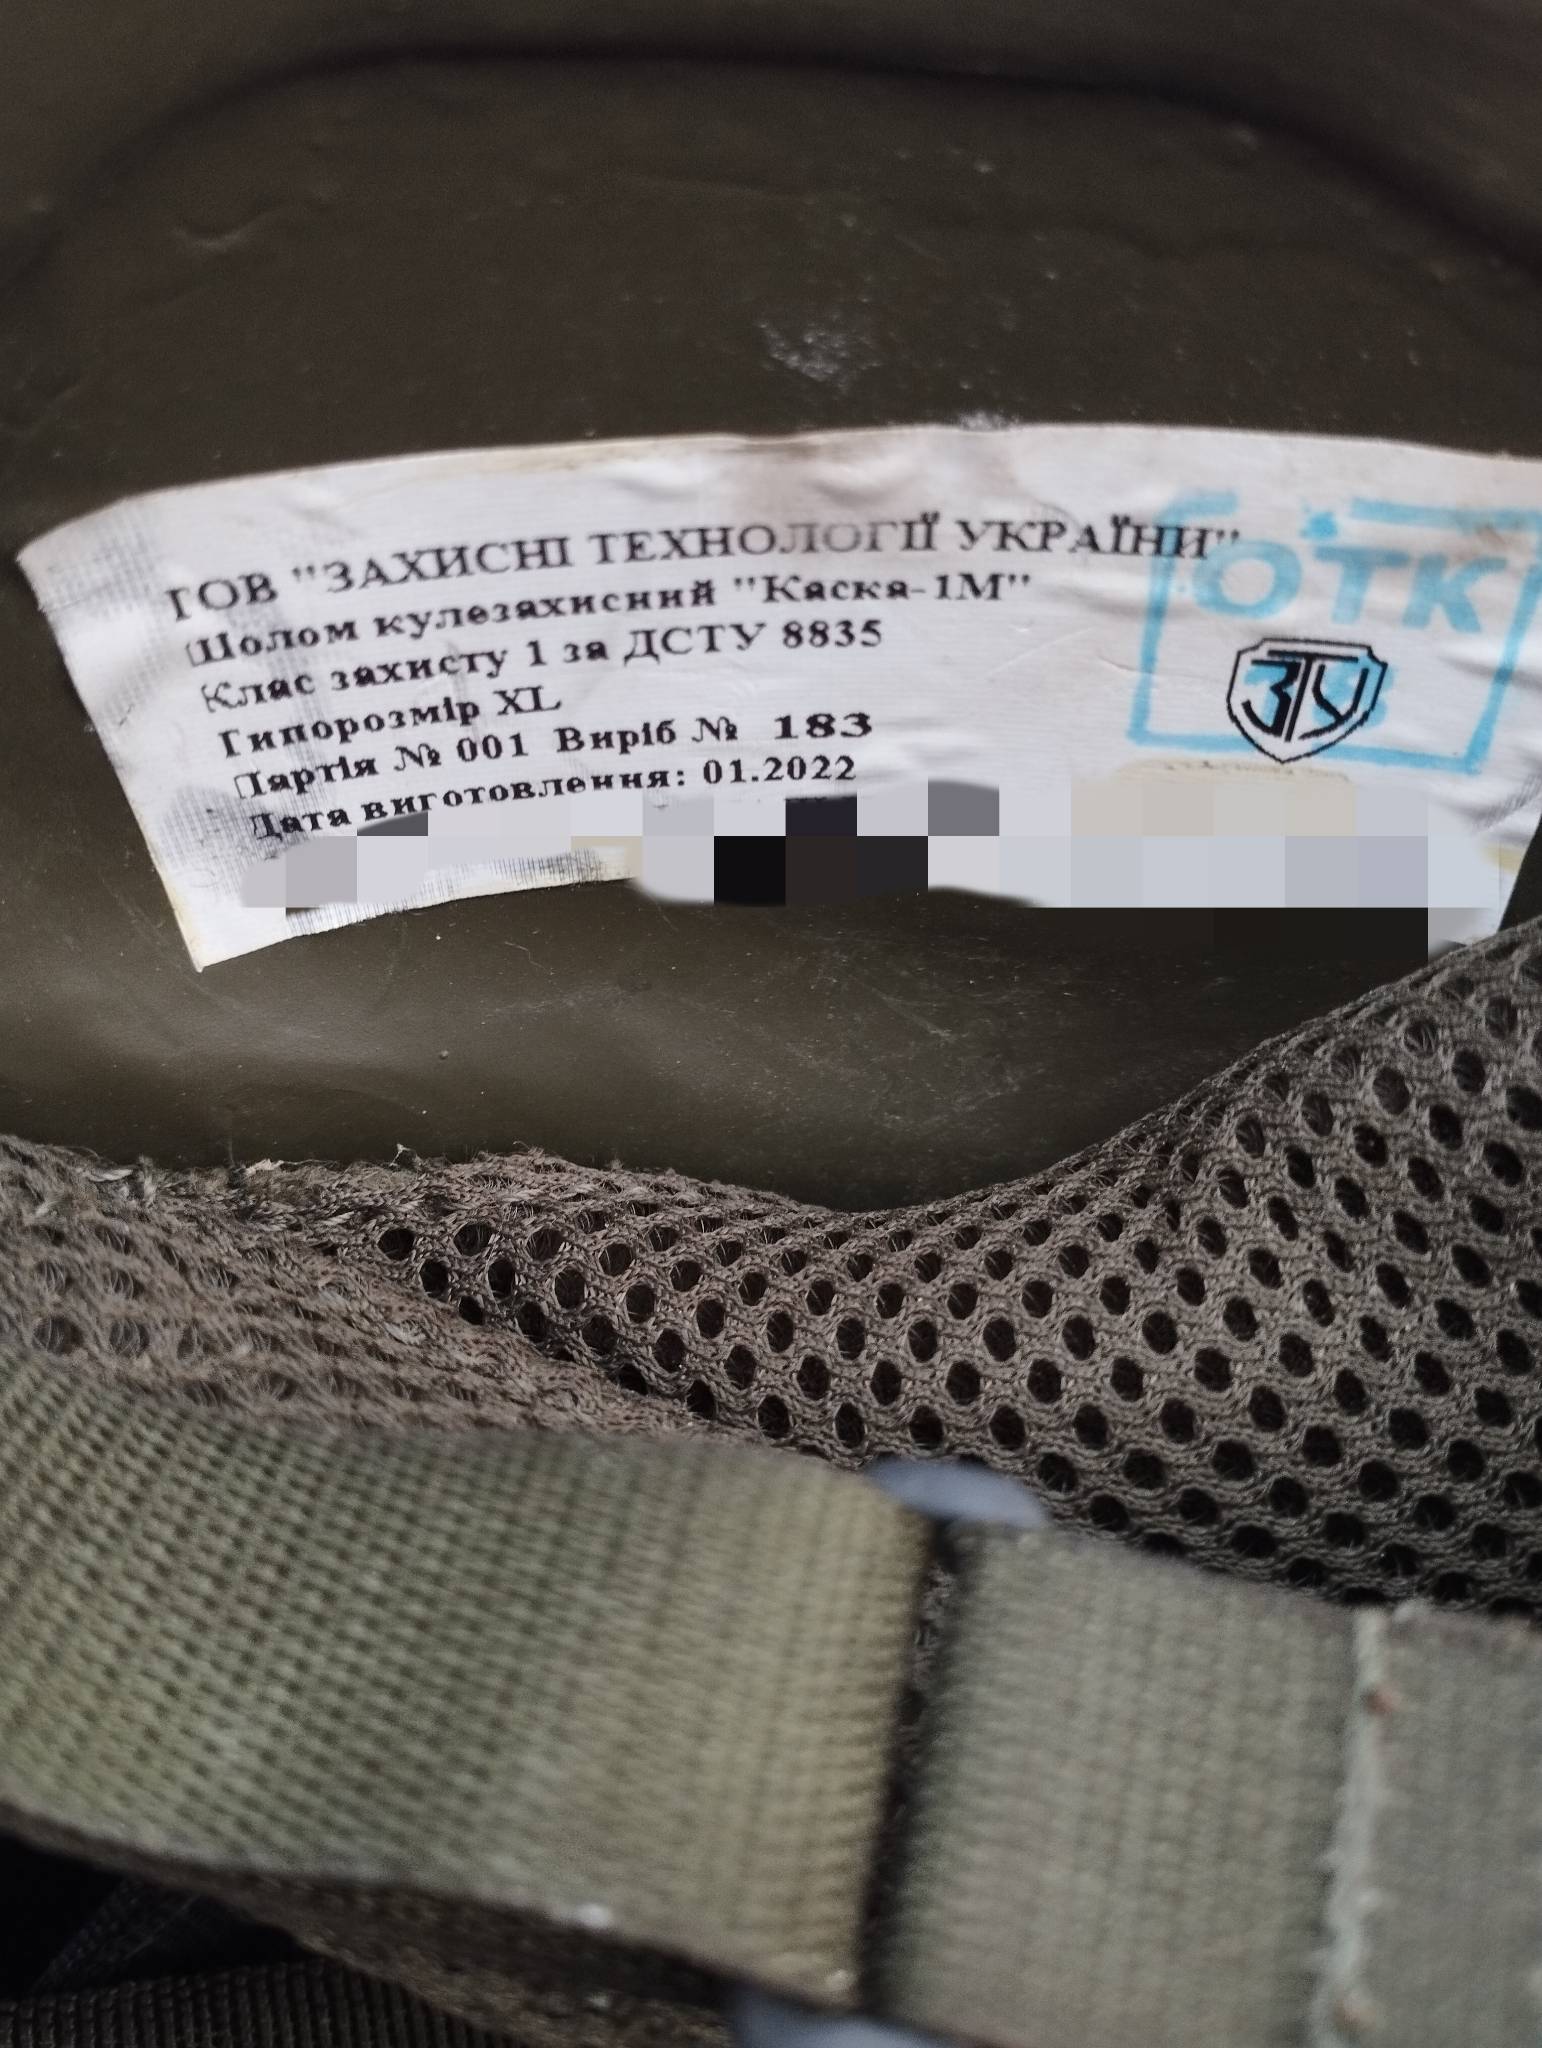 ТОВ "ЗАХИСНІ ТЕХНОЛОГІЇ УКРАЇНИ"
Шолом кулезахисний "Каска-1М"
Клас захисту 1 за ДСТУ 8835
Типорозмір XL
Партія № 001 Виріб № 183
Дата виготовлення: 01.2022
ОТК
ЗТУ